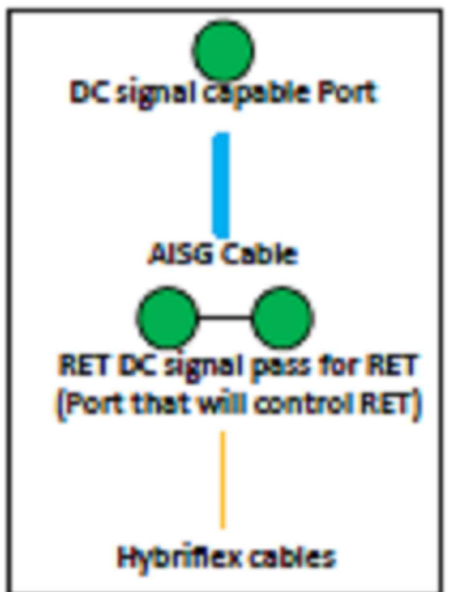 DC signal capable Port
AISG Cable
RET DC signal pass for RET
(Port that will control RET)
Hybriflex cables